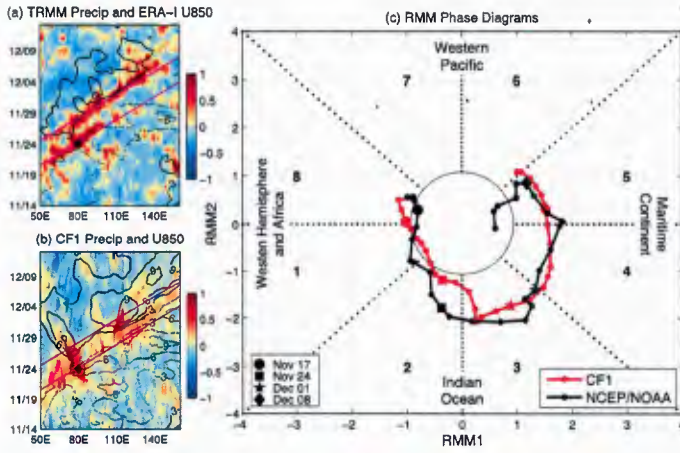 (a) TRMM Precip and ERA-I U850
12/09
12/04
11/29
11/24
11/19
11/14
50E 80E 110E 140E
1
0.5
0
-0.5
-1
(b) CF1 Precip and U850
12/09
12/04
11/29
11/24
11/19
11/14
50E 80E 110E 140E
1
0.5
0
-0.5
-1
(c) RMM Phase Diagrams
Western
Pacific
7
6
8
5
1
4
2
3
Westen Hemisphere
and Africa
Maritime
Continent
Indian
Ocean
Nov 17
Nov 24
Dec 01
Dec 08
CF1
NCEP/NOAA
4
3
2
1
0
-1
-2
-3
-4
RMM2
-4 -3 -2 -1 0 1 2 3 4
RMM1